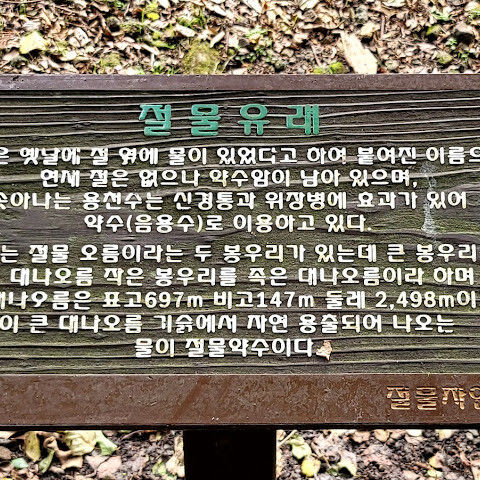 절물유래
은 옛날에 절 옆에 물이 있었다고 하여 붙여진 이름으
연세 절은 없으나 약수암이 남아 있으며,
솟아나는 용천수는 신경통과 위장병에 효과가 있어
약수(음용수)로 이용하고 있다.
는 절물 오름이라는 두 봉우리가 있는데 큰 봉우리
대나오름 작은 봉우리를 족은 대나오름이라 하며
대나오름은 표고697m 비고147m 둘레 2,498m이
이 큰 대나오름 기슭에서 자연 용출되어 나오는
물이 절물약수이다.
절물자연